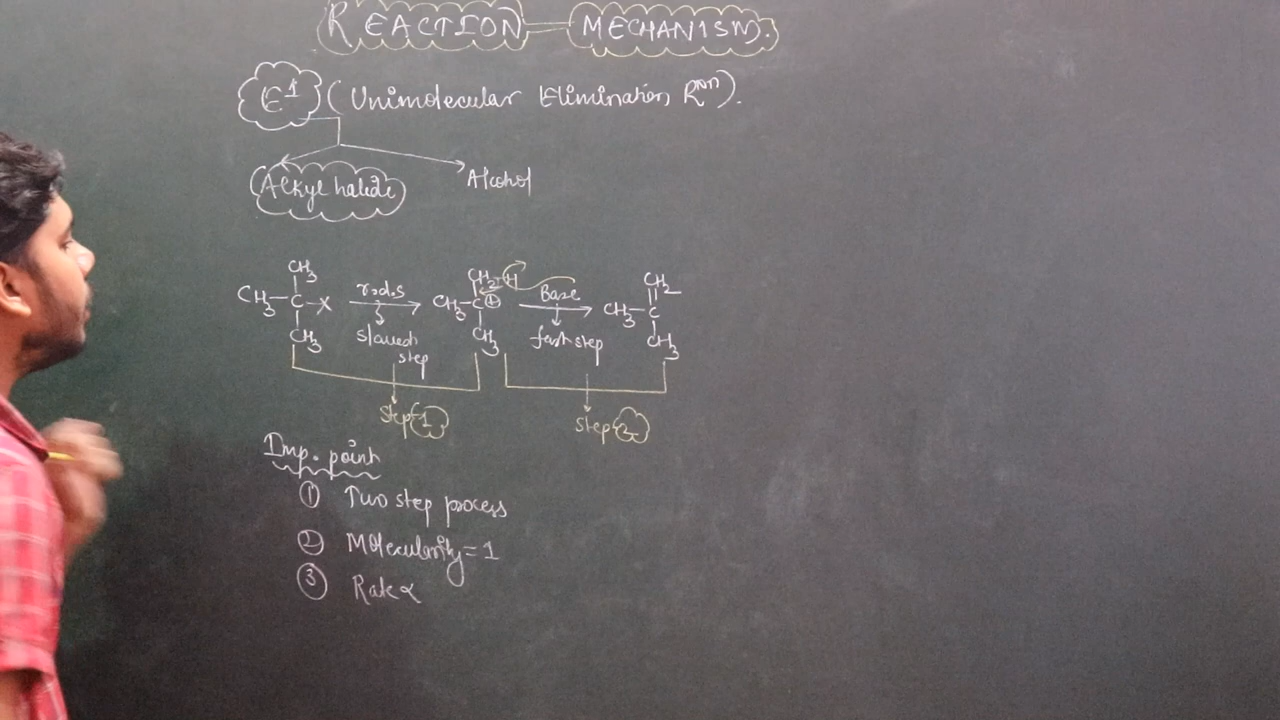 REACTION — MECHANISM.
E1 (Unimolecular Elimination Rxn).
Alkyl halide
Alcohol
CH3 CH2-H CH2
CH3-C-X r.d.s CH3-C⊕ Base CH3-C
CH3 slowest step CH3 fast step CH3
Step-1 Step-2
Imp. point
① Two step process
② Molecularity = 1
③ Rate ∝